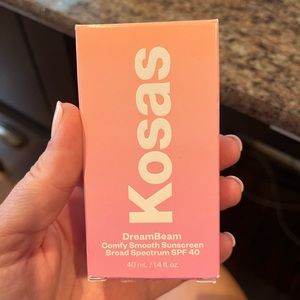 Kosas
DreamBeam
Comfy Smooth Sunscreen
Broad Spectrum SPF 40
40 mL / 1.4 fl. oz.